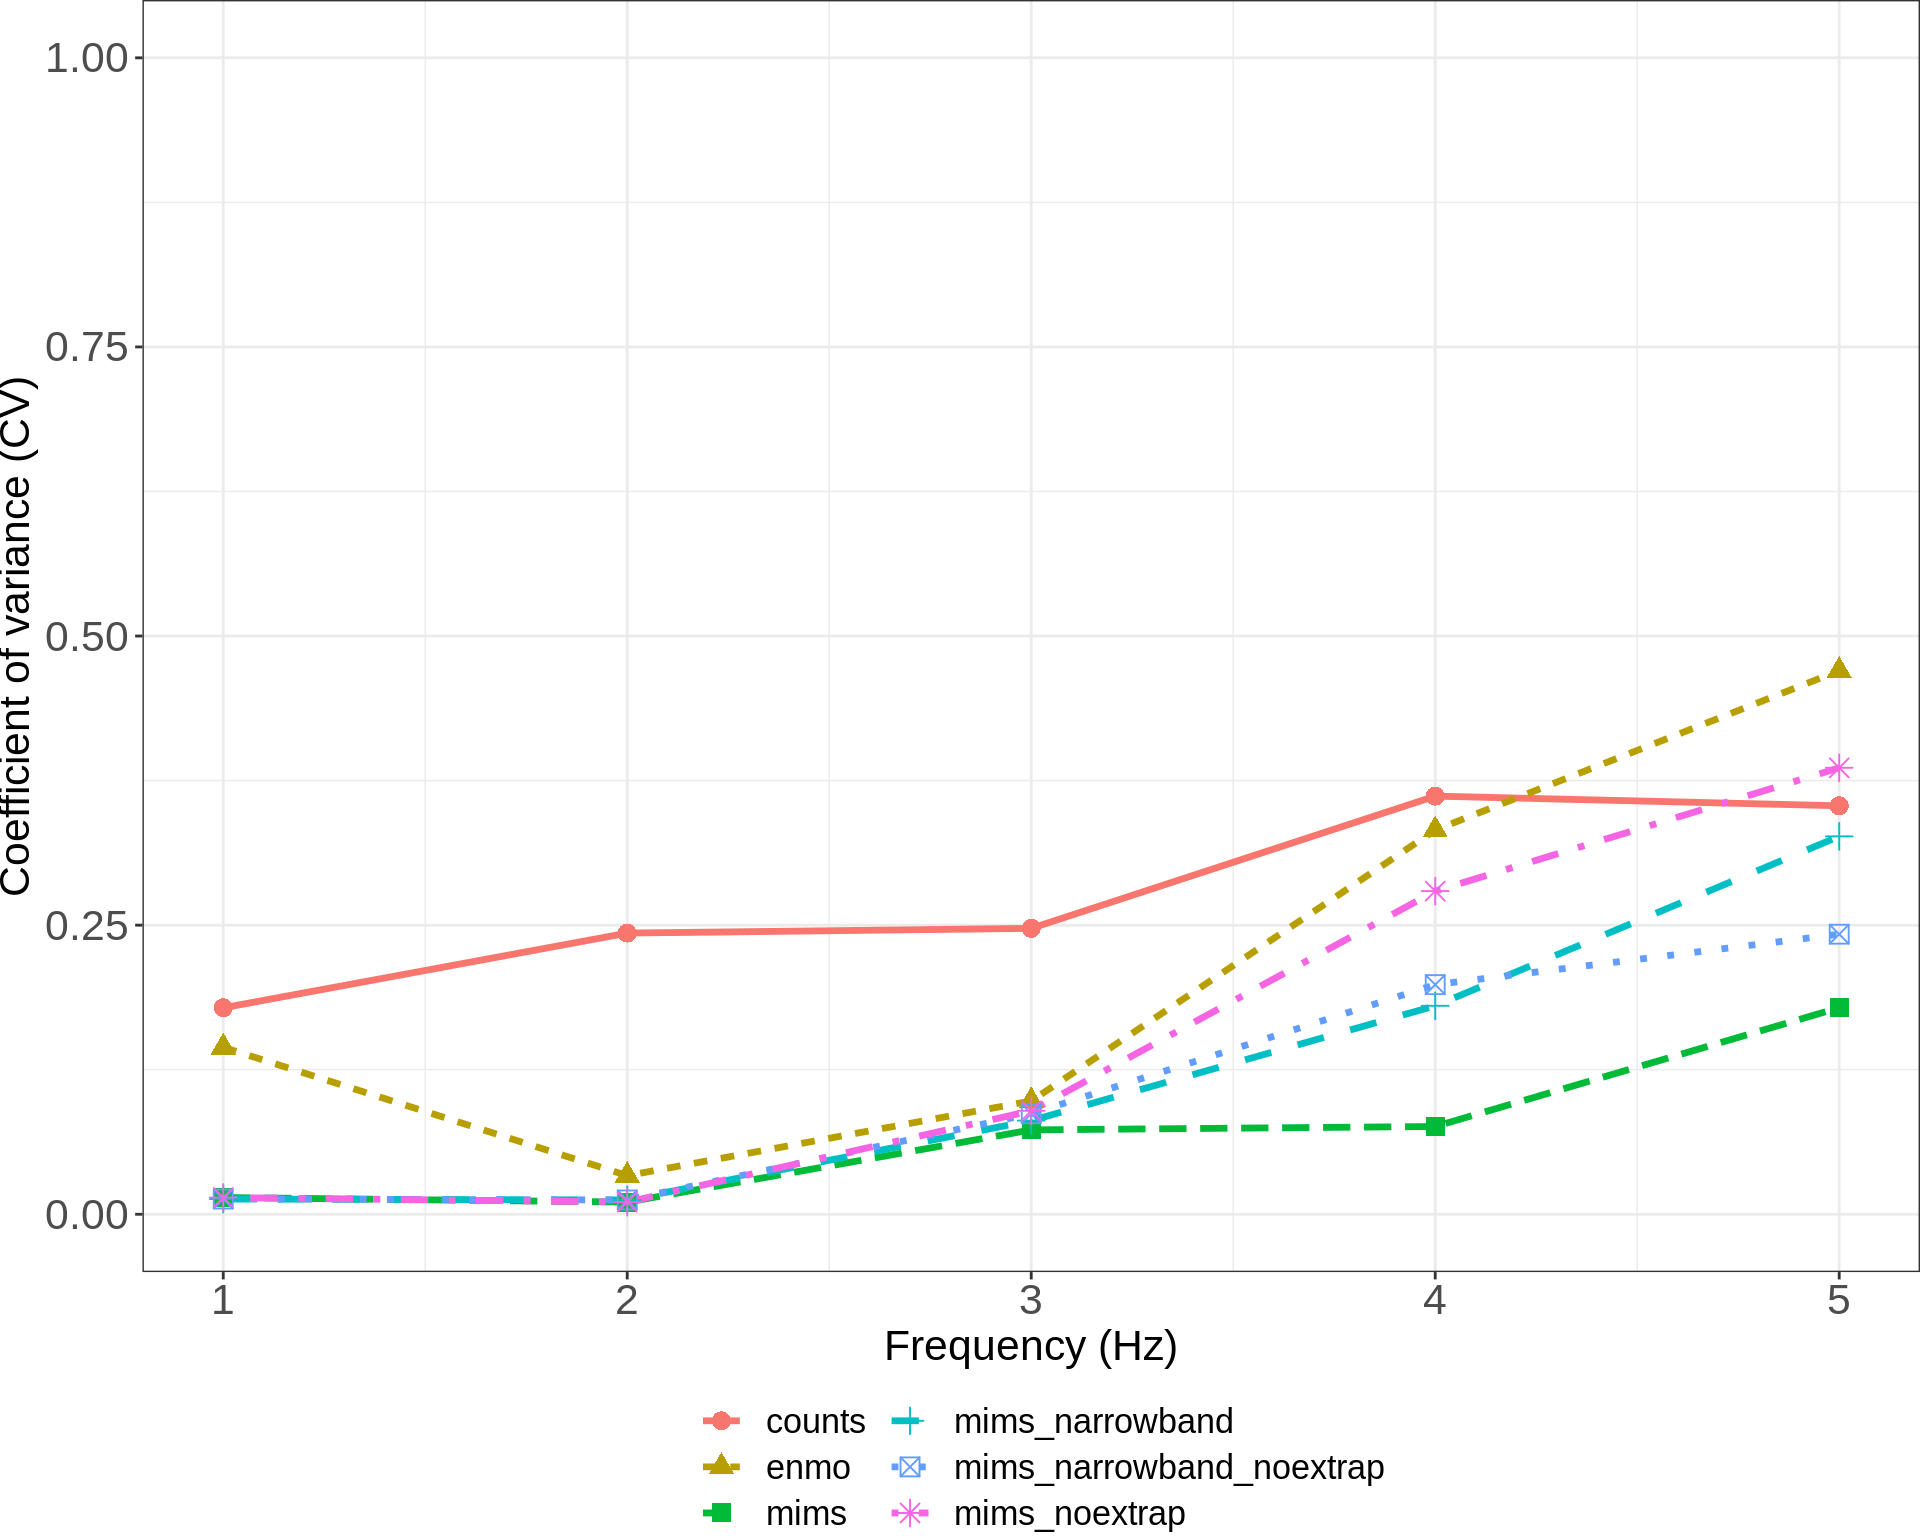 1.00
0.75
0.50
0.25
0.00
Coefficient of variance (CV)
1 2 3 4 5
Frequency (Hz)
counts
enmo
mims
mims_narrowband
mims_narrowband_noextrap
mims_noextrap